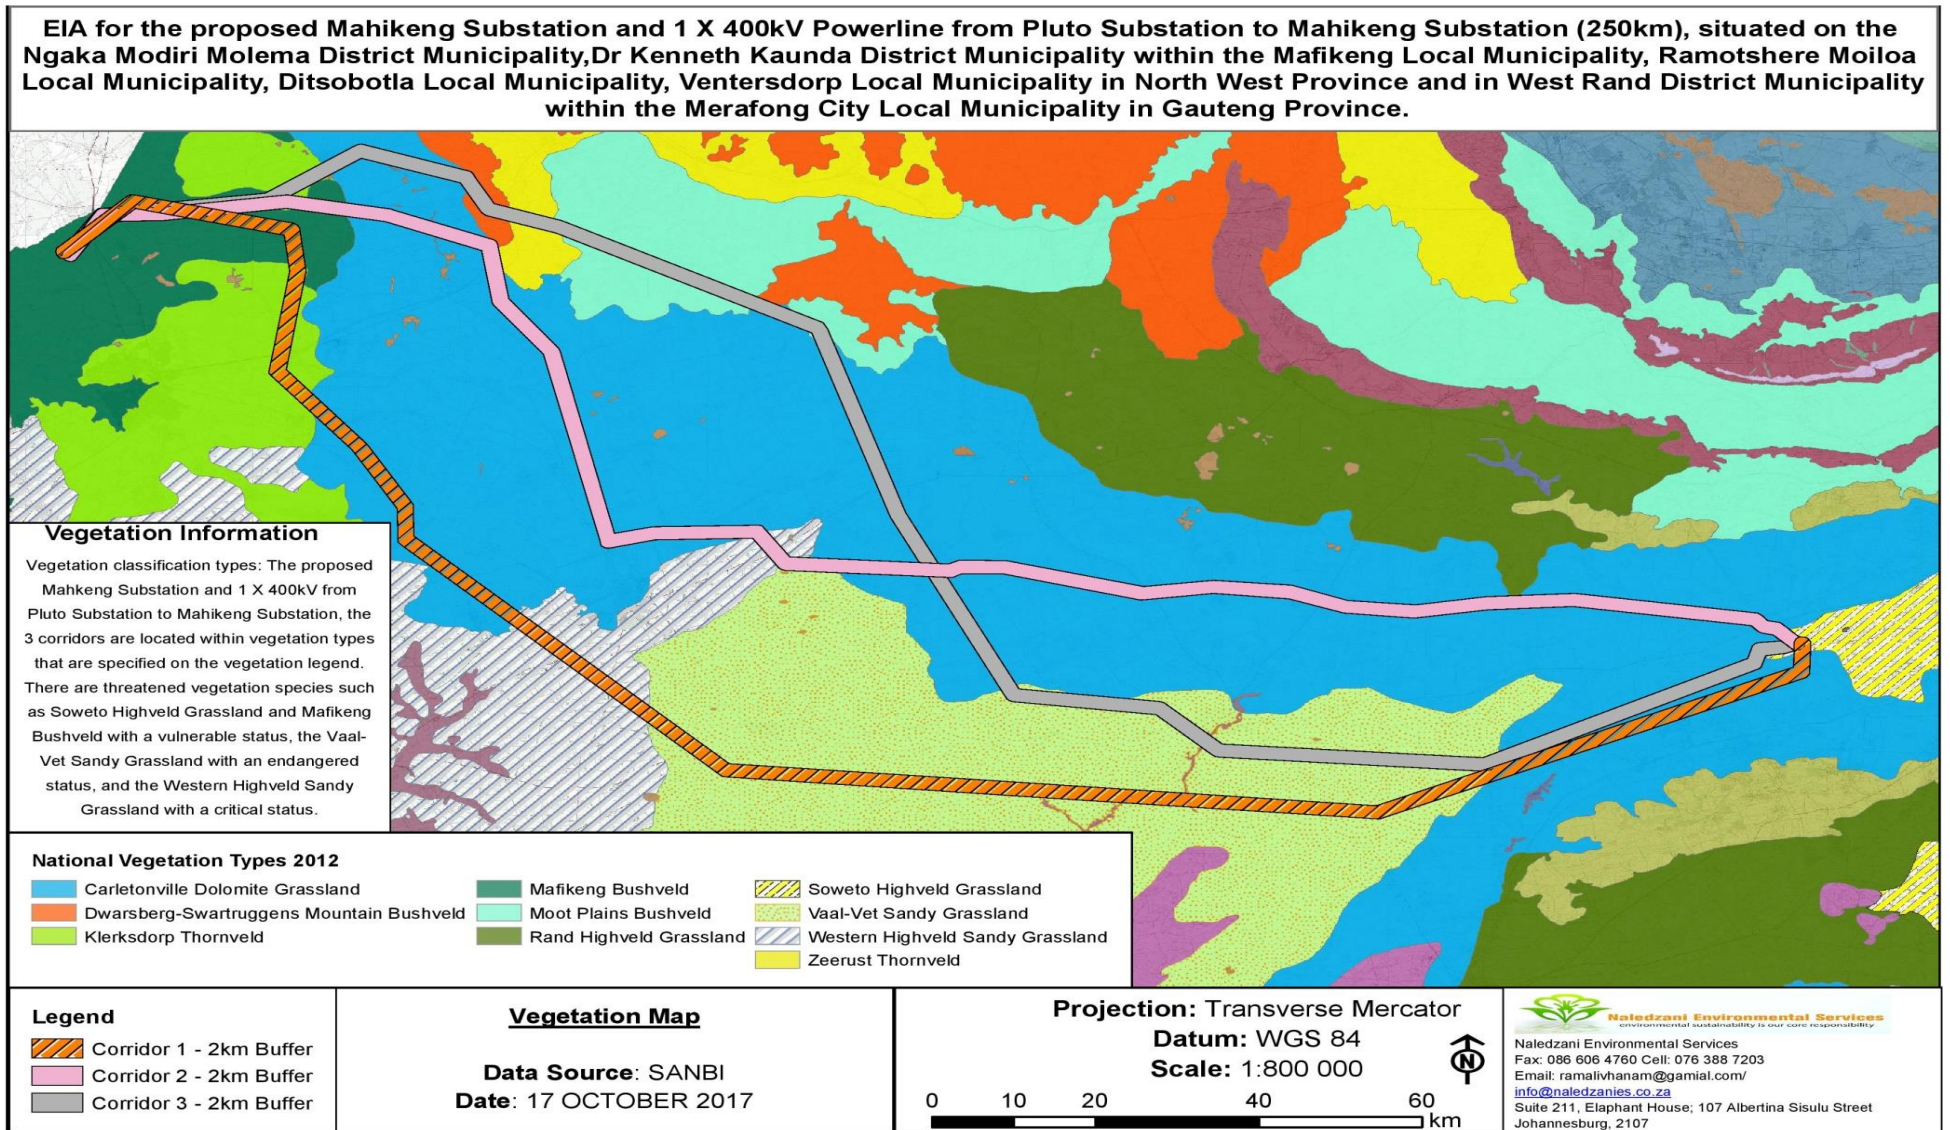 EIA for the proposed Mahikeng Substation and 1 X 400kV Powerline from Pluto Substation to Mahikeng Substation (250km), situated on the
Ngaka Modiri Molema District Municipality,Dr Kenneth Kaunda District Municipality within the Mafikeng Local Municipality, Ramotshere Moiloa
Local Municipality, Ditsobotla Local Municipality, Ventersdorp Local Municipality in North West Province and in West Rand District Municipality
within the Merafong City Local Municipality in Gauteng Province.
Vegetation Information
Vegetation classification types: The proposed
Mahkeng Substation and 1 X 400kV from
Pluto Substation to Mahikeng Substation, the
3 corridors are located within vegetation types
that are specified on the vegetation legend.
There are threatened vegetation species such
as Soweto Highveld Grassland and Mafikeng
Bushveld with a vulnerable status, the Vaal-
Vet Sandy Grassland with an endangered
status, and the Western Highveld Sandy
Grassland with a critical status.
National Vegetation Types 2012
Carletonville Dolomite Grassland
Dwarsberg-Swartruggens Mountain Bushveld
Klerksdorp Thornveld
Mafikeng Bushveld
Moot Plains Bushveld
Rand Highveld Grassland
Soweto Highveld Grassland
Vaal-Vet Sandy Grassland
Western Highveld Sandy Grassland
Zeerust Thornveld
Legend
Corridor 1 - 2km Buffer
Corridor 2 - 2km Buffer
Corridor 3 - 2km Buffer
Vegetation Map
Data Source: SANBI
Date: 17 OCTOBER 2017
Projection: Transverse Mercator
Datum: WGS 84
Scale: 1:800 000
N
0 10 20 40 60
km
Naledzani Environmental Services
environmental sustainability is our core responsibility
Naledzani Environmental Services
Fax: 086 606 4760 Cell: 076 388 7203
Email: ramalivhanam@gamial.com/
info@naledzanies.co.za
Suite 211, Elaphant House; 107 Albertina Sisulu Street
Johannesburg, 2107